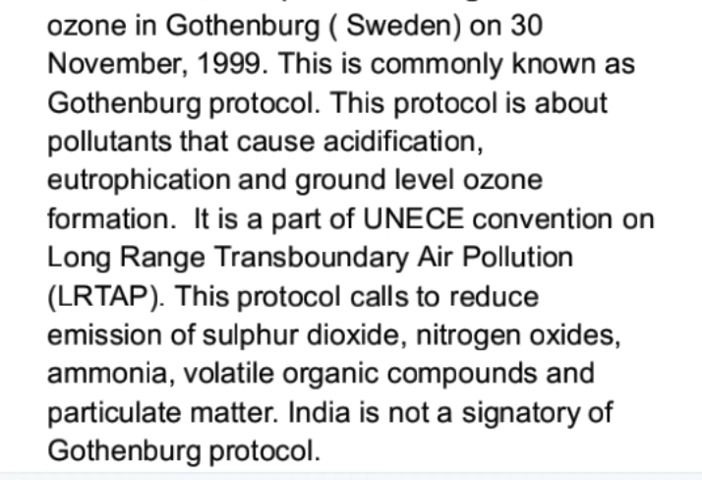 ozone in Gothenburg ( Sweden) on 30
November, 1999. This is commonly known as
Gothenburg protocol. This protocol is about
pollutants that cause acidification,
eutrophication and ground level ozone
formation.  It is a part of UNECE convention on
Long Range Transboundary Air Pollution
(LRTAP). This protocol calls to reduce
emission of sulphur dioxide, nitrogen oxides,
ammonia, volatile organic compounds and
particulate matter. India is not a signatory of
Gothenburg protocol.